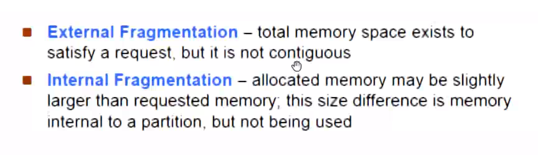 External Fragmentation – total memory space exists to
satisfy a request, but it is not contiguous
Internal Fragmentation – allocated memory may be slightly
larger than requested memory; this size difference is memory
internal to a partition, but not being used